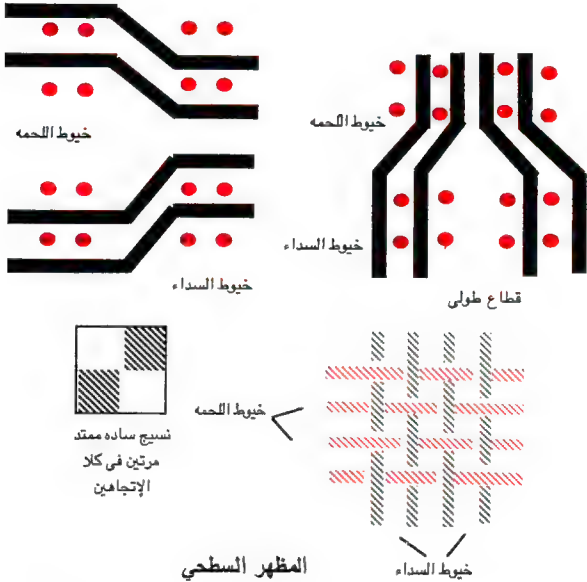 خيوط اللحمه
خيوط السداء
خيوط اللحمه
خيوط السداء
قطاع طولي
نسيج ساده ممتد
مرتين فى كلا
الإتجاهين
خيوط اللحمه
خيوط السداء
المظهر السطحي